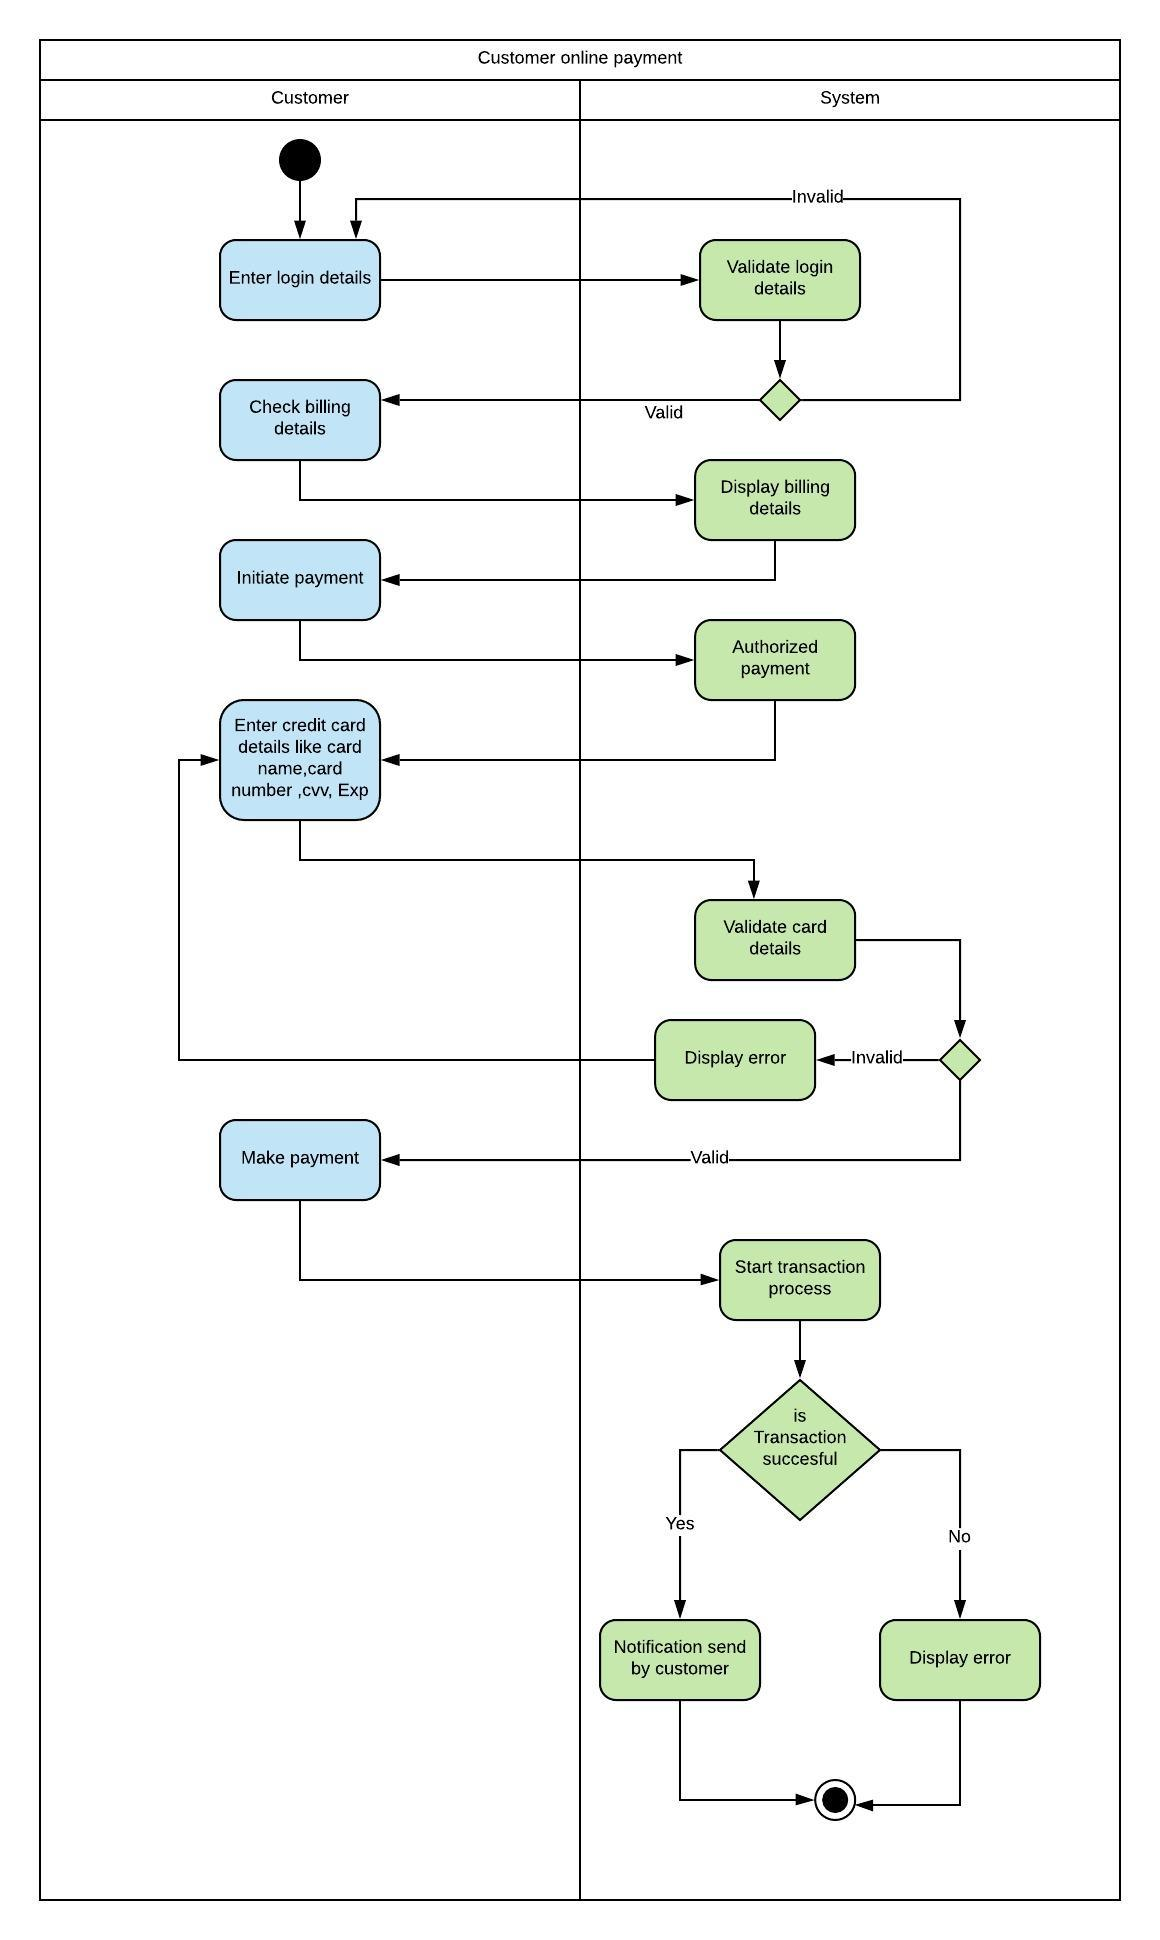 Customer online payment
Customer
System
Invalid
Enter login details
Validate login
details
Check billing
details
Valid
Display billing
details
Initiate payment
Authorized
payment
Enter credit card
details like card
name,card
number ,cvv, Exp
Validate card
details
Display error
Invalid
Make payment
Valid
Start transaction
process
is
Transaction
succesful
Yes
No
Notification send
by customer
Display error